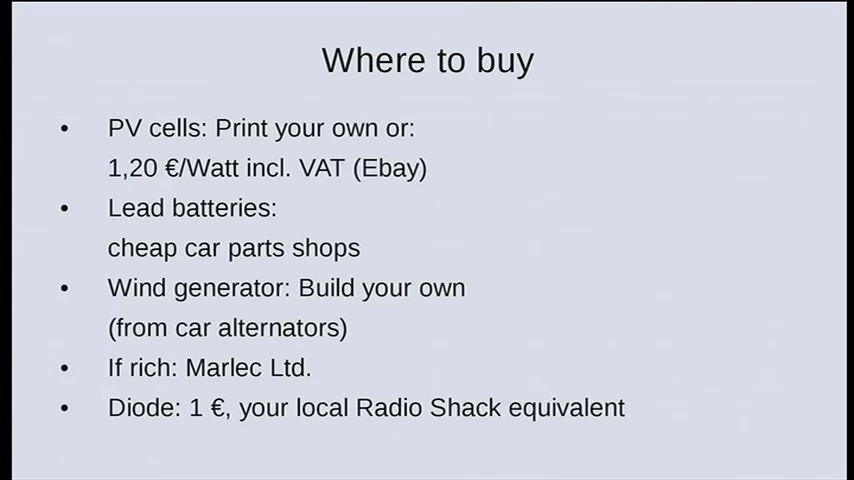 Where to buy
• PV cells: Print your own or:
1,20 €/Watt incl. VAT (Ebay)
• Lead batteries:
cheap car parts shops
• Wind generator: Build your own
(from car alternators)
• If rich: Marlec Ltd.
• Diode: 1 €, your local Radio Shack equivalent